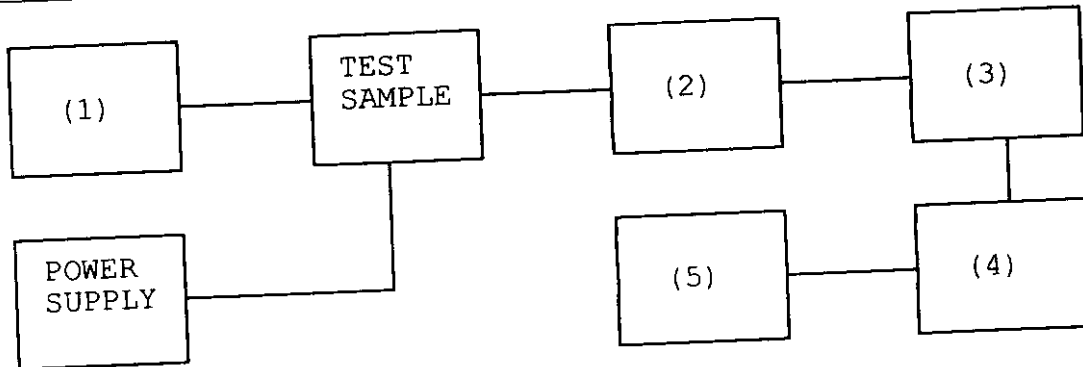 (1)
TEST
SAMPLE
(2)
(3)
POWER
SUPPLY
(5)
(4)